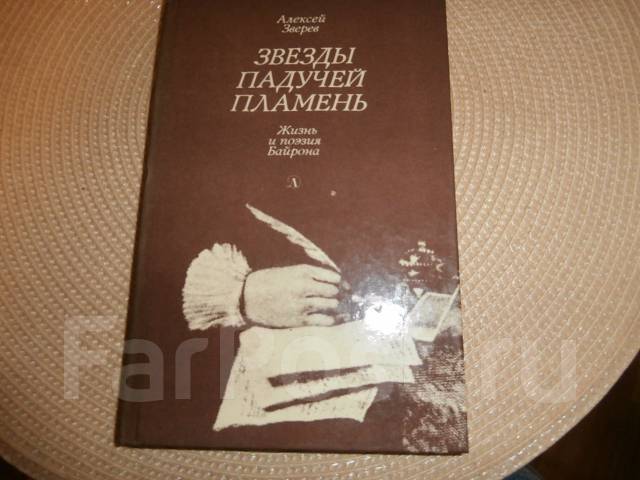 Алексей
Зверев
ЗВЕЗДЫ
ПАДУЧЕЙ
ПЛАМЕНЬ
Жизнь
и поэзия
Байрона
Л
FarPost.ru